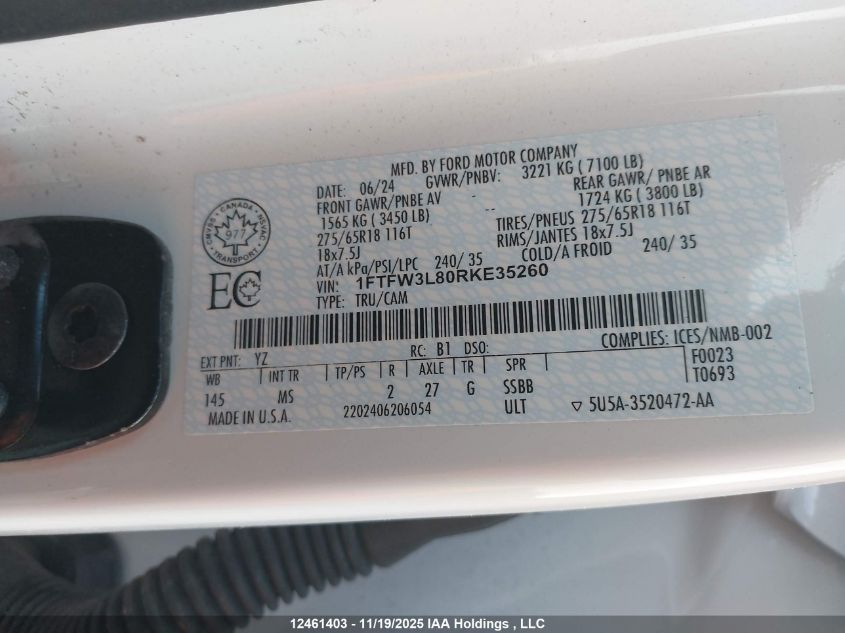 MFD. BY FORD MOTOR COMPANY
DATE: 06/24 GVWR/PNBV: 3221 KG ( 7100 LB)
FRONT GAWR/PNBE AV - REAR GAWR/ PNBE AR
1565 KG ( 3450 LB) -- 1724 KG ( 3800 LB)
275/65R18 116T TIRES/PNEUS 275/65R18 116T
18x7.5J RIMS/JANTES 18x7.5J
AT/A kPa/PSI/LPC 240/ 35 COLD/A FROID 240/ 35
VIN: 1FTFW3L80RKE35260
TYPE: TRU/CAM
CANADA
CMVSS
NSVAC
977
TRANSPORT
EC
COMPLIES: ICES/NMB-002
EXT PNT: YZ RC: B1 DSO: F0023
WB INT TR TP/PS R AXLE TR SPR T0693
145 MS 2 27 G SSBB
MADE IN U.S.A. 2202406206054 ULT ▽ 5U5A-3520472-AA
12461403 - 11/19/2025 IAA Holdings , LLC